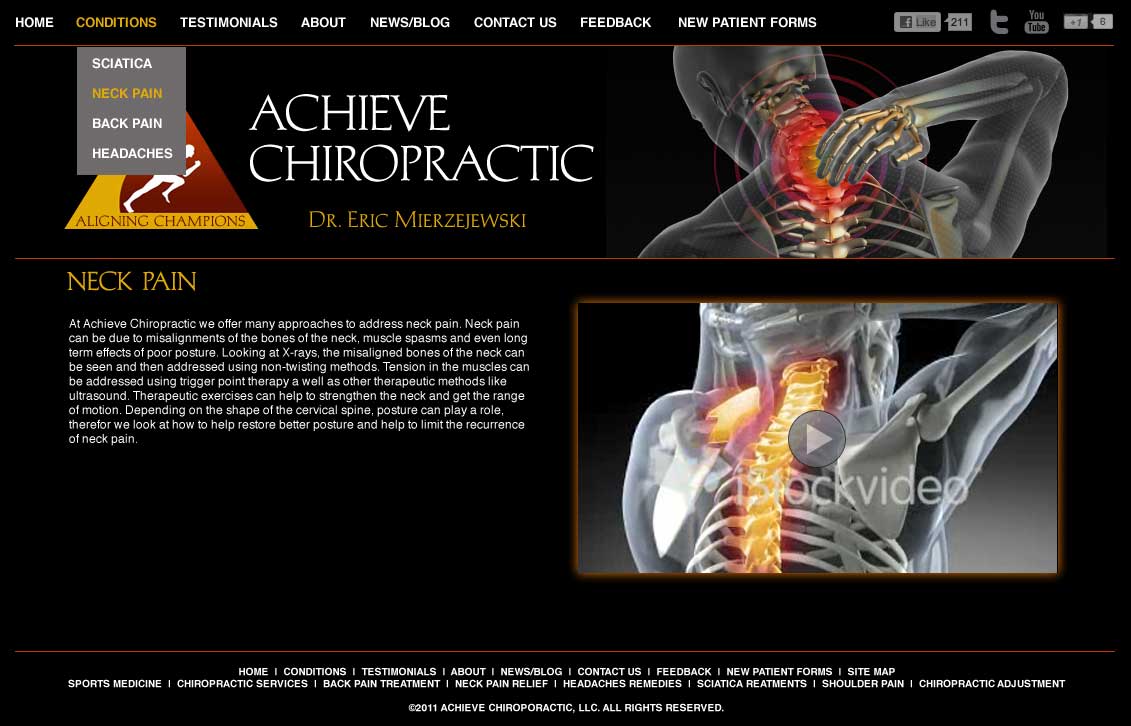 HOME CONDITIONS TESTIMONIALS ABOUT NEWS/BLOG CONTACT US FEEDBACK NEW PATIENT FORMS
Like 211 You Tube +1 6
SCIATICA
NECK PAIN
BACK PAIN
HEADACHES
ACHIEVE
CHIROPRACTIC
ALIGNING CHAMPIONS
DR. ERIC MIERZEJEWSKI
NECK PAIN
At Achieve Chiropractic we offer many approaches to address neck pain. Neck pain
can be due to misalignments of the bones of the neck, muscle spasms and even long
term effects of poor posture. Looking at X-rays, the misaligned bones of the neck can
be seen and then addressed using non-twisting methods. Tension in the muscles can
be addressed using trigger point therapy a well as other therapeutic methods like
ultrasound. Therapeutic exercises can help to strengthen the neck and get the range
of motion. Depending on the shape of the cervical spine, posture can play a role,
therefor we look at how to help restore better posture and help to limit the recurrence
of neck pain.
iStockvideo
HOME | CONDITIONS | TESTIMONIALS | ABOUT | NEWS/BLOG | CONTACT US | FEEDBACK | NEW PATIENT FORMS | SITE MAP
SPORTS MEDICINE | CHIROPRACTIC SERVICES | BACK PAIN TREATMENT | NECK PAIN RELIEF | HEADACHES REMEDIES | SCIATICA REATMENTS | SHOULDER PAIN | CHIROPRACTIC ADJUSTMENT
©2011 ACHIEVE CHIROPORACTIC, LLC. ALL RIGHTS RESERVED.